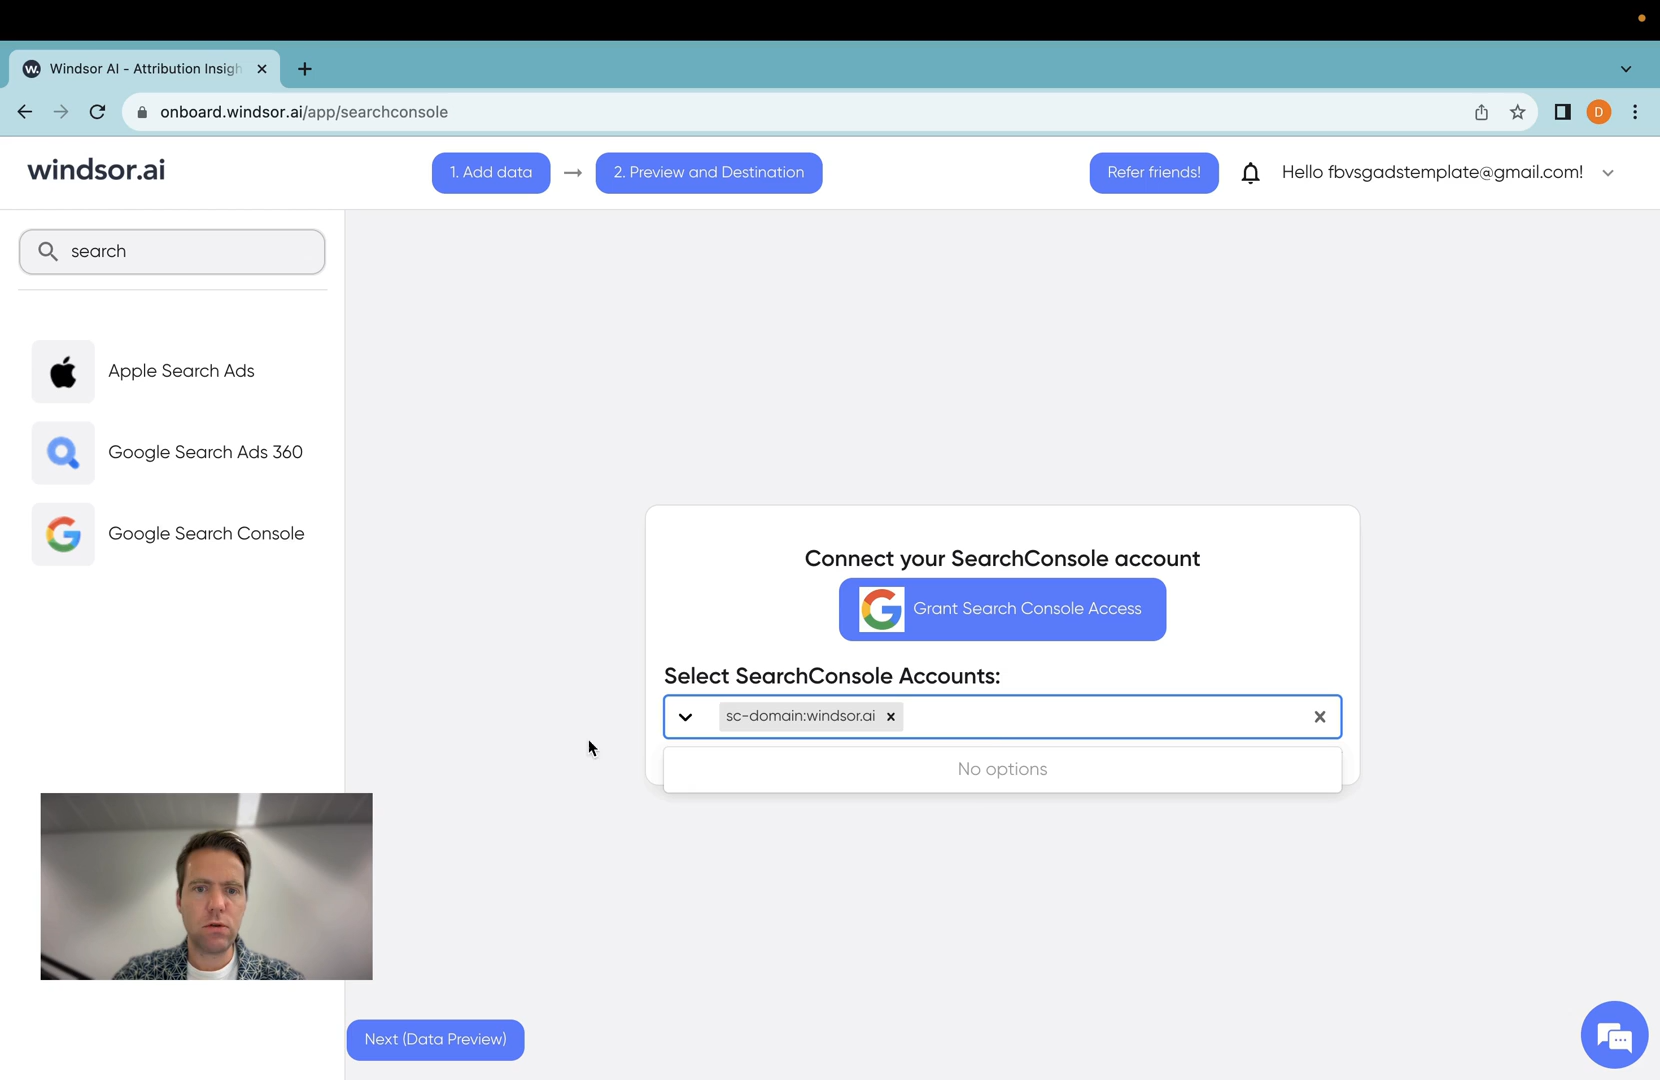 Windsor AI - Attribution Insigh
onboard.windsor.ai/app/searchconsole
D
windsor.ai
1. Add data
2. Preview and Destination
Refer friends!
Hello fbvsgadstemplate@gmail.com!
search
Apple Search Ads
Google Search Ads 360
Google Search Console
Connect your SearchConsole account
Grant Search Console Access
Select SearchConsole Accounts:
sc-domain:windsor.ai
No options
Next (Data Preview)